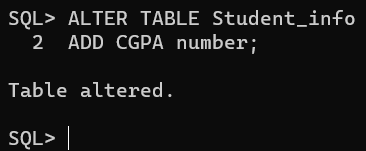 SQL> ALTER TABLE Student_info
2 ADD CGPA number;
Table altered.
SQL>